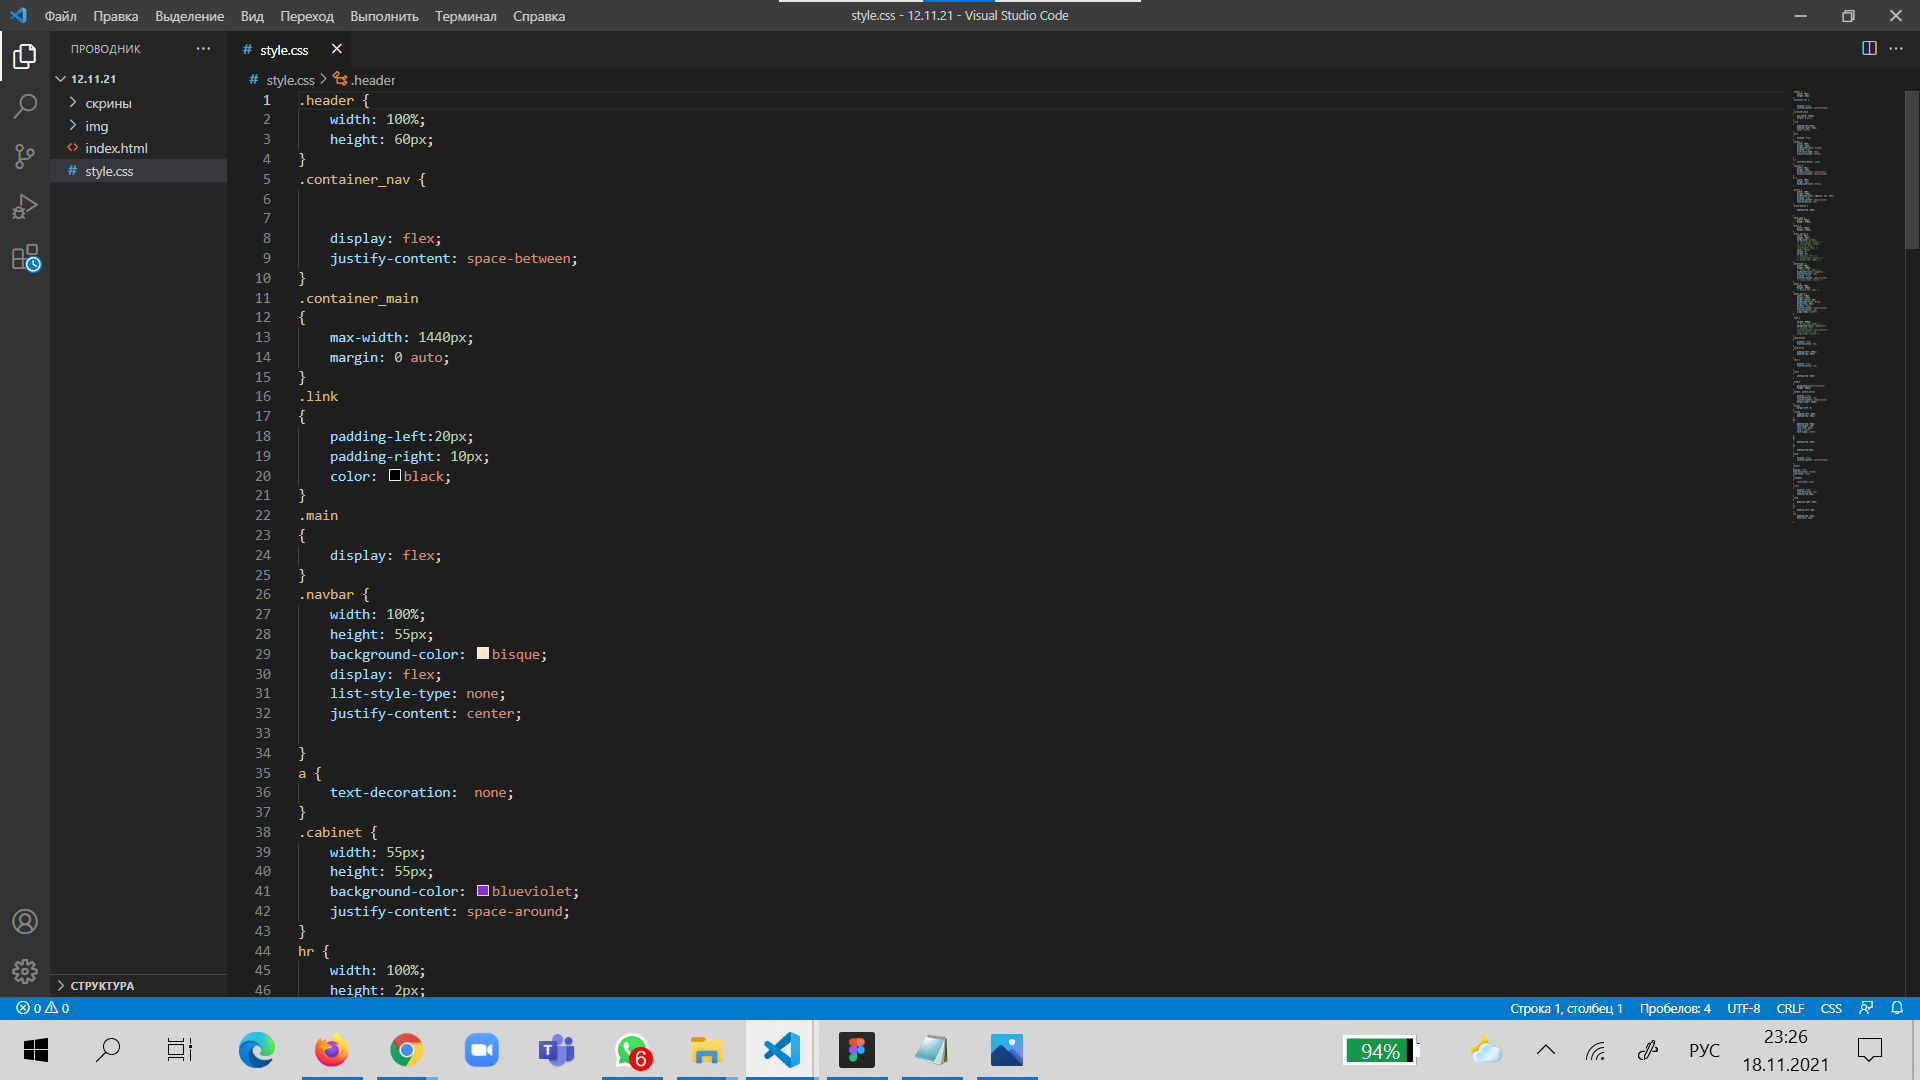 Файл Правка Выделение Вид Переход Выполнить Терминал Справка
style.css - 12.11.21 - Visual Studio Code
ПРОВОДНИК
12.11.21
скрины
img
index.html
style.css
СТРУКТУРА
style.css
style.css .header
1 .header {
2 width: 100%;
3 height: 60px;
4 }
5 .container_nav {
6
7
8 display: flex;
9 justify-content: space-between;
10 }
11 .container_main
12 {
13 max-width: 1440px;
14 margin: 0 auto;
15 }
16 .link
17 {
18 padding-left:20px;
19 padding-right: 10px;
20 color: black;
21 }
22 .main
23 {
24 display: flex;
25 }
26 .navbar {
27 width: 100%;
28 height: 55px;
29 background-color: bisque;
30 display: flex;
31 list-style-type: none;
32 justify-content: center;
33
34 }
35 a {
36 text-decoration:  none;
37 }
38 .cabinet {
39 width: 55px;
40 height: 55px;
41 background-color: blueviolet;
42 justify-content: space-around;
43 }
44 hr {
45 width: 100%;
46 height: 2px;
0 0
Строка 1, столбец 1 Пробелов: 4 UTF-8 CRLF CSS
6
94%
РУС
23:26
18.11.2021